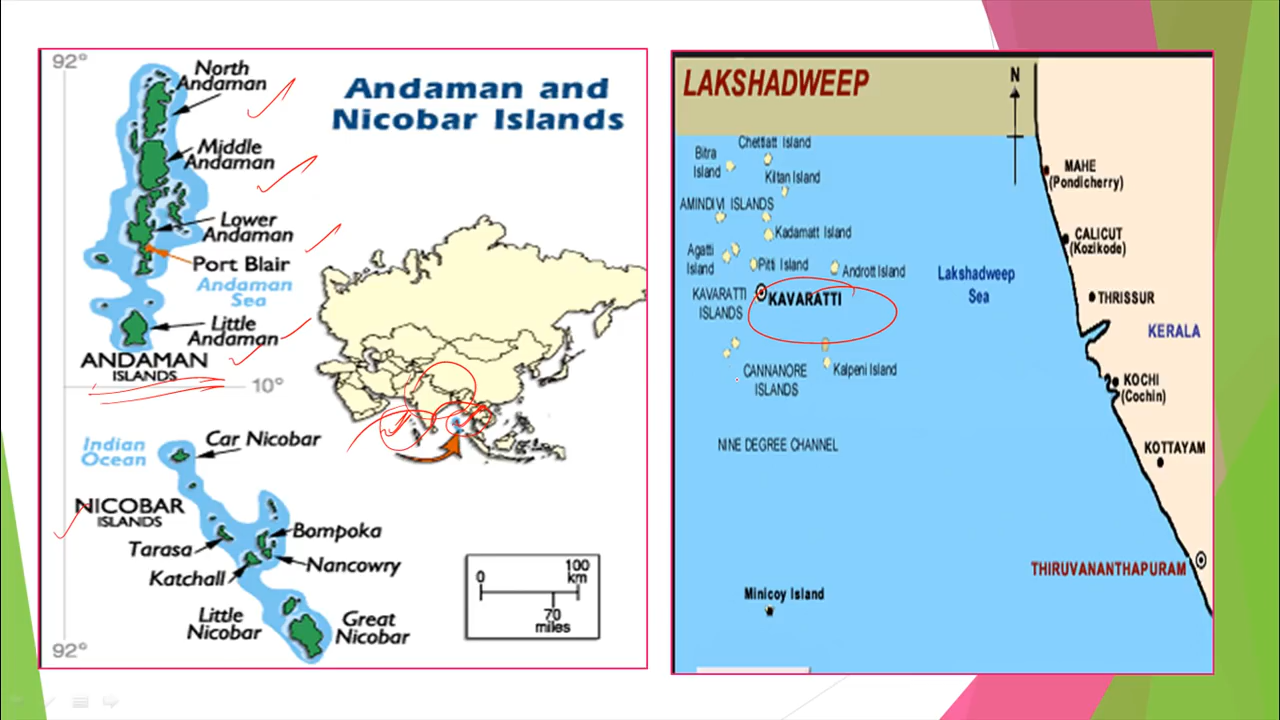 92°
North
Andaman
Andaman and
Nicobar Islands
Middle
Andaman
Lower
Andaman
Port Blair
Andaman
Sea
Little
Andaman
ANDAMAN
ISLANDS
10°
Indian
Ocean
Car Nicobar
NICOBAR
ISLANDS
Bompoka
Tarasa
Nancowry
Katchall
Little
Nicobar
Great
Nicobar
92°
0
100
km
70
miles
LAKSHADWEEP
N
Chettlatt Island
Bitra
Island
Kiltan Island
AMINDIVI ISLANDS
Kadamatt Island
Agatti
Island
Pitti Island
Andrott Island
KAVARATTI
ISLANDS
KAVARATTI
Lakshadweep
Sea
CANNANORE
ISLANDS
Kalpeni Island
NINE DEGREE CHANNEL
Minicoy Island
MAHE
(Pondicherry)
CALICUT
(Kozikode)
THRISSUR
KERALA
KOCHI
(Cochin)
KOTTAYAM
THIRUVANANTHAPURAM